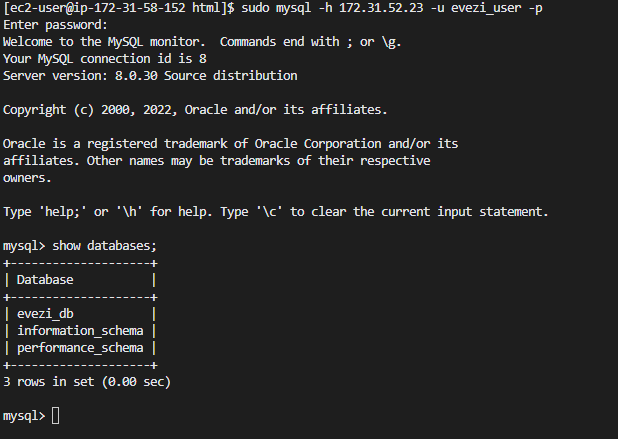 [ec2-user@ip-172-31-58-152 html]$ sudo mysql -h 172.31.52.23 -u evezi_user -p
Enter password:
Welcome to the MySQL monitor.  Commands end with ; or \g.
Your MySQL connection id is 8
Server version: 8.0.30 Source distribution

Copyright (c) 2000, 2022, Oracle and/or its affiliates.

Oracle is a registered trademark of Oracle Corporation and/or its
affiliates. Other names may be trademarks of their respective
owners.

Type 'help;' or '\h' for help. Type '\c' to clear the current input statement.

mysql> show databases;
+--------------------+
| Database           |
+--------------------+
| evezi_db           |
| information_schema |
| performance_schema |
+--------------------+
3 rows in set (0.00 sec)

mysql>